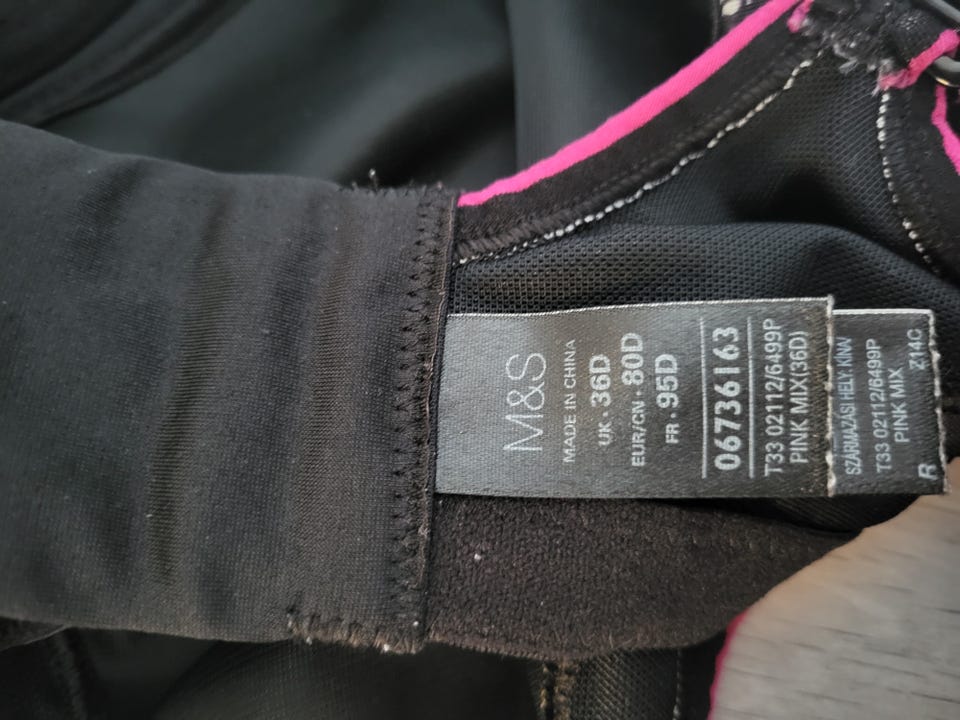 M&S
MADE IN CHINA
UK · 36D
EUR/CN · 80D
FR · 95D
06736163
T33 02112/6499P
PINK MIX(36D)
SZÁRMAZÁSI HELY: KÍNAI
T33 02112/6499P
PINK MIX
R Z14C